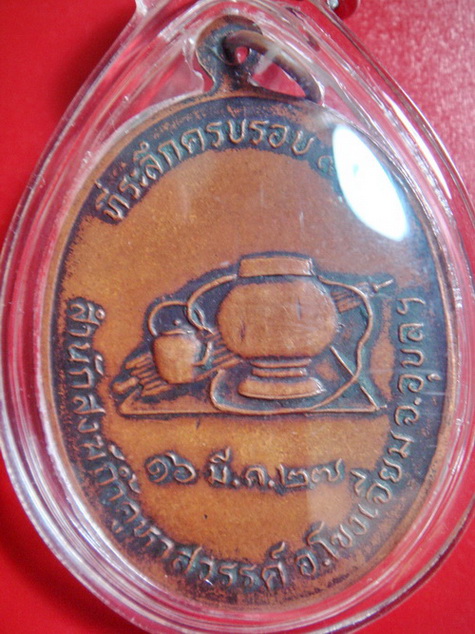 ที่ระลึกครบรอบ
๑๖ มี.ค.๒๗
สำนักสงฆ์ถ้ำคูหาสวรรค์ อ.โขงเจียม จ.อุบลฯ